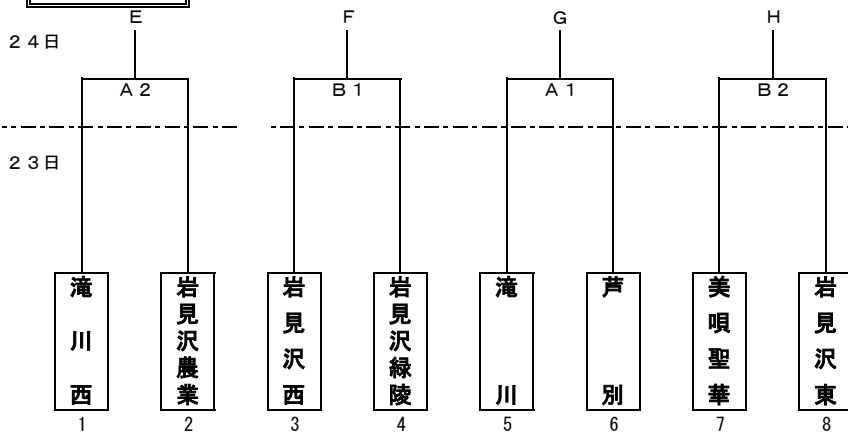 E F G H
２４日
Ａ２ Ｂ１ Ａ１ Ｂ２
２３日
滝川西
岩見沢農業
岩見沢西
岩見沢緑陵
滝川
芦別
美唄聖華
岩見沢東
1 2 3 4 5 6 7 8